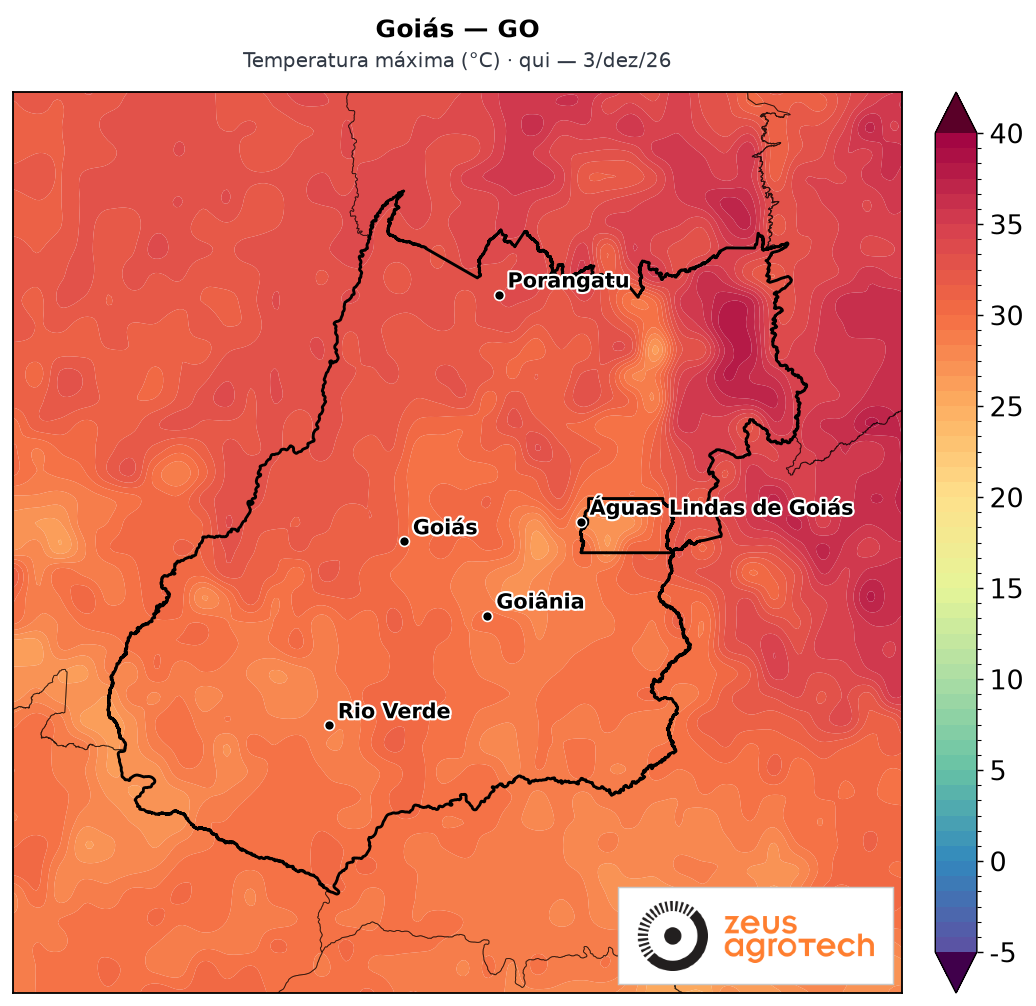 Goiás — GO
Temperatura máxima (°C) · qui — 3/dez/26
40
35
30
25
20
15
10
5
0
-5
Porangatu
Águas Lindas de Goiás
Goiás
Goiânia
Rio Verde
zeus
agrotech